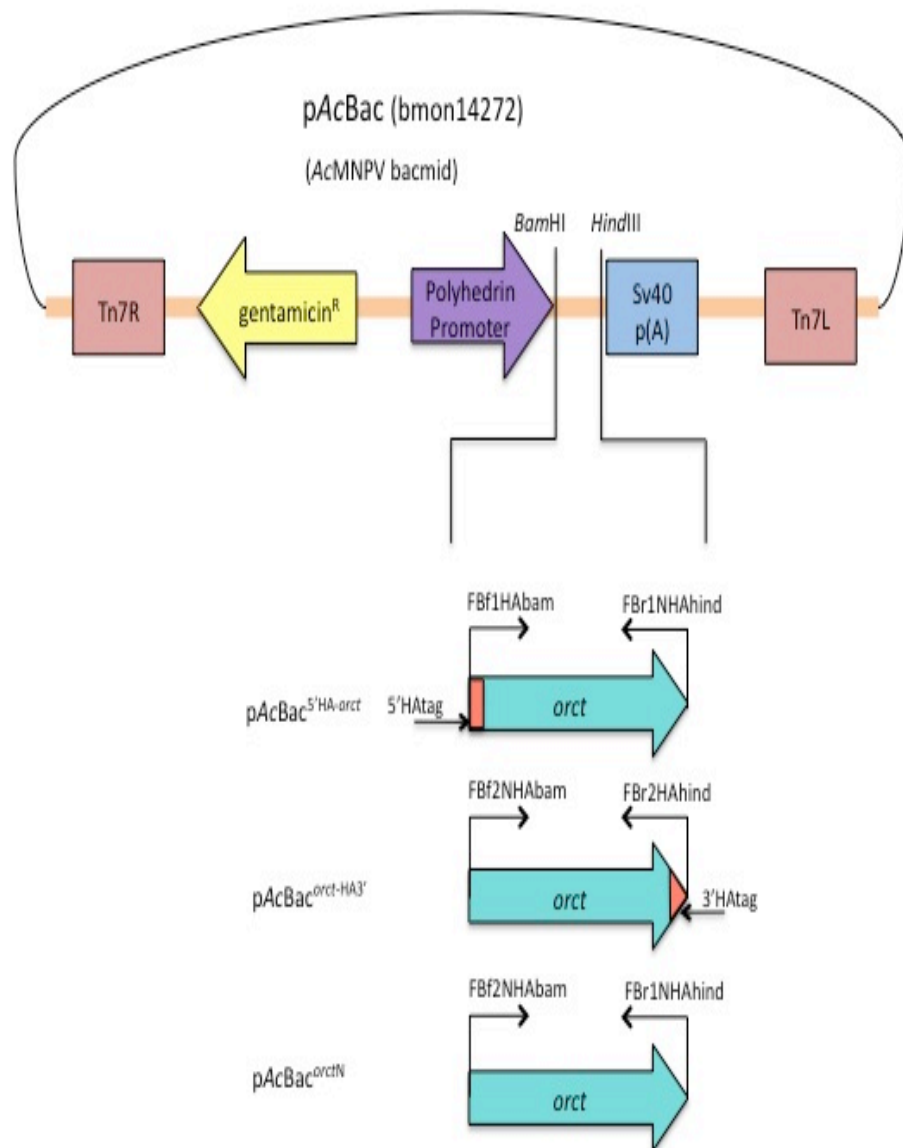 pAcBac (bmon14272)
(AcMNPV bacmid)
BamHI HindIII
Tn7R
gentamicinᴿ
Polyhedrin
Promoter
Sv40
p(A)
Tn7L
FBf1HAbam FBr1NHAhind
pAcBac5'HA-orct 5'HAtag orct
FBf2NHAbam FBr2HAhind
pAcBacorct-HA3' orct 3'HAtag
FBf2NHAbam FBr1NHAhind
pAcBacorctN orct